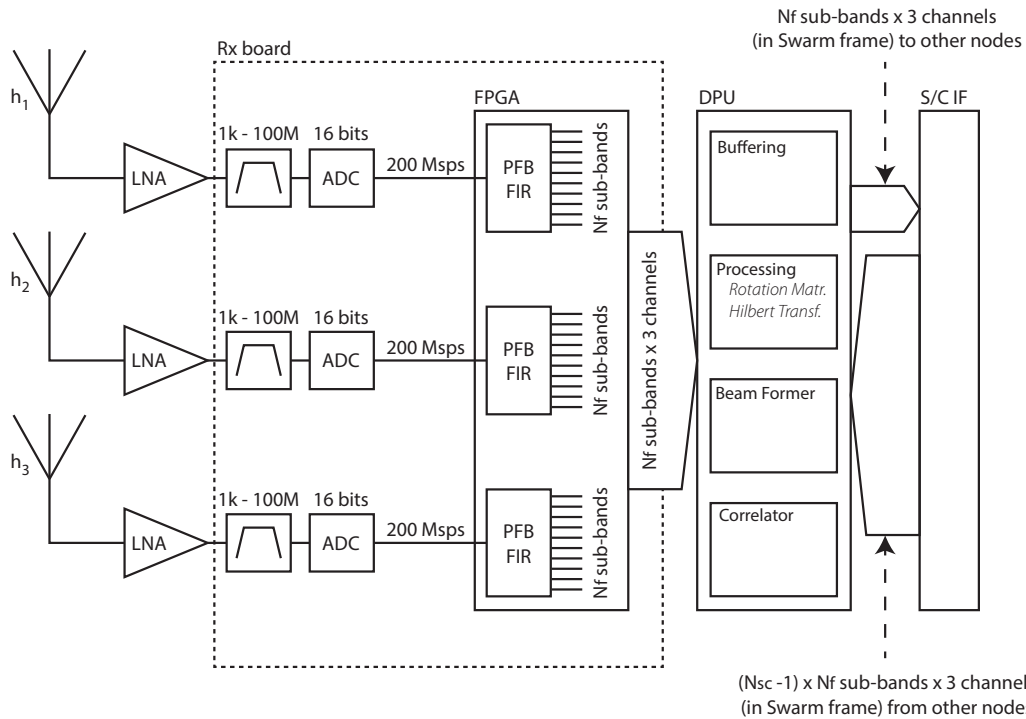 Nf sub-bands x 3 channels
(in Swarm frame) to other nodes
Rx board
FPGA
DPU
S/C IF
h1
LNA
1k - 100M
16 bits
ADC
200 Msps
PFB
FIR
Nf sub-bands
h2
LNA
1k - 100M
16 bits
ADC
200 Msps
PFB
FIR
Nf sub-bands
h3
LNA
1k - 100M
16 bits
ADC
200 Msps
PFB
FIR
Nf sub-bands
Nf sub-bands x 3 channels
Buffering
Processing
Rotation Matr.
Hilbert Transf.
Beam Former
Correlator
(Nsc -1) x Nf sub-bands x 3 channel
(in Swarm frame) from other node